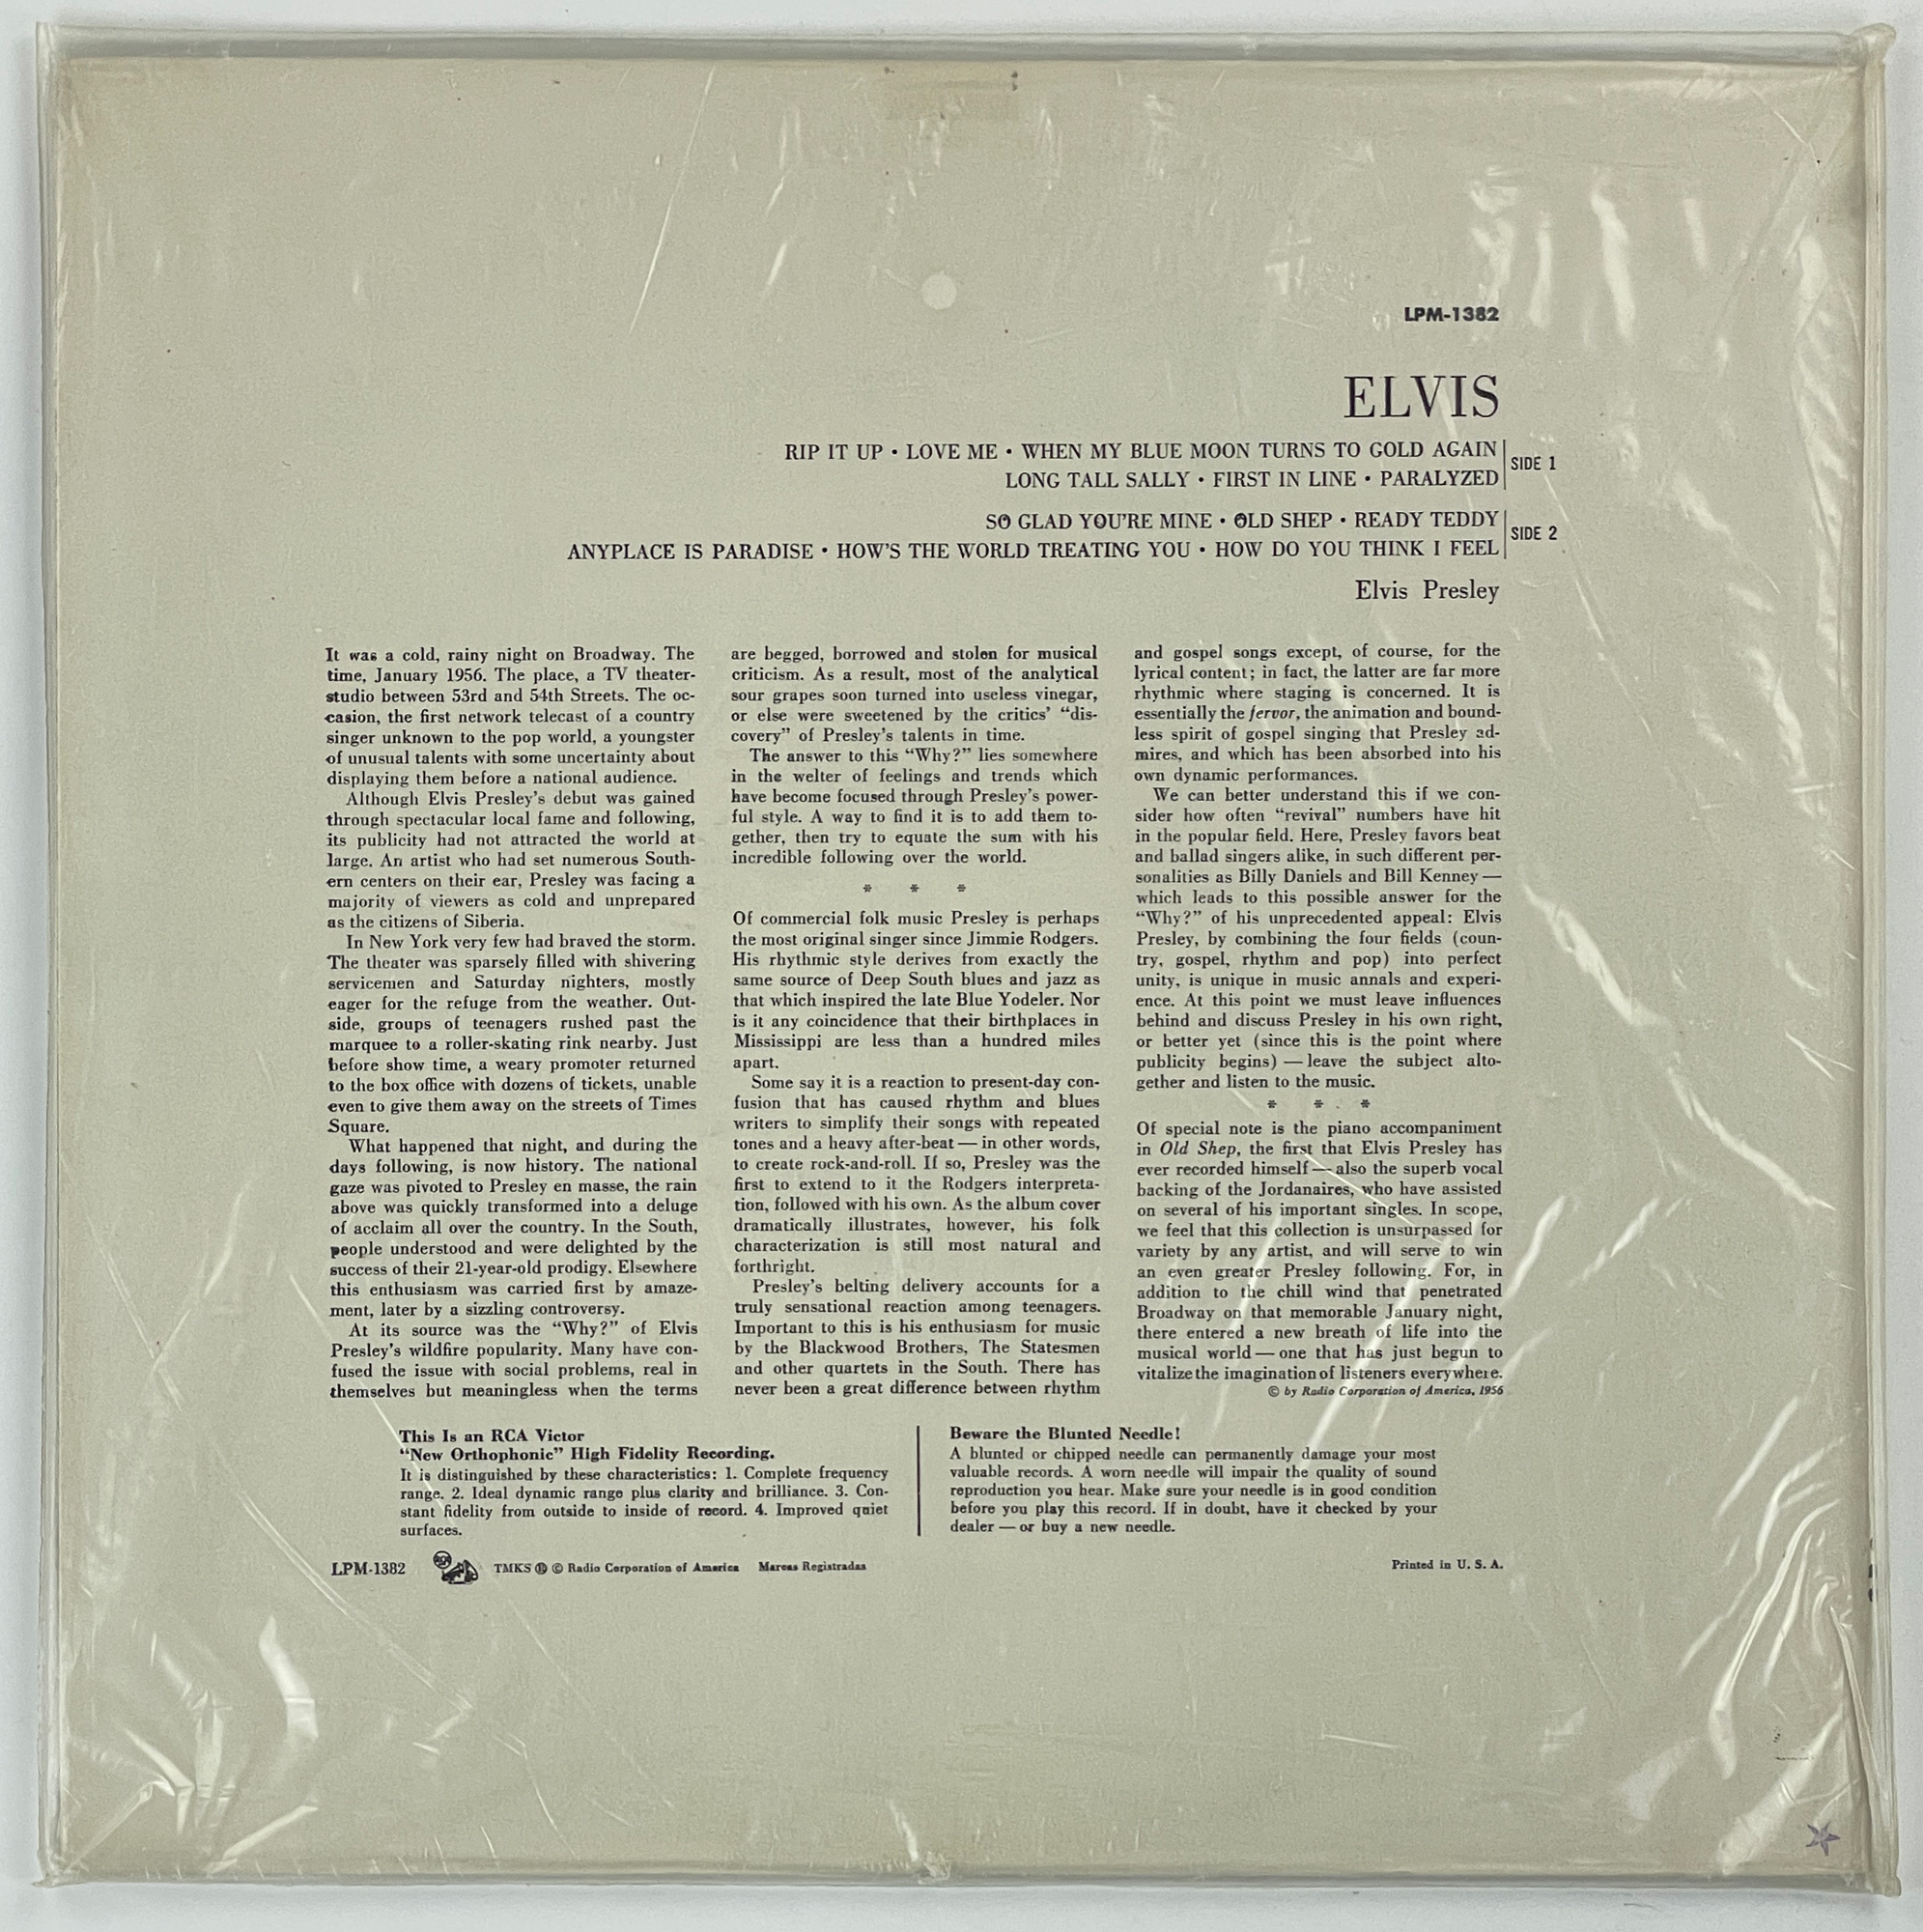 LPM-1382
ELVIS
RIP IT UP • LOVE ME • WHEN MY BLUE MOON TURNS TO GOLD AGAIN
LONG TALL SALLY • FIRST IN LINE • PARALYZED
SIDE 1
SO GLAD YOU'RE MINE • OLD SHEP • READY TEDDY
ANYPLACE IS PARADISE • HOW'S THE WORLD TREATING YOU • HOW DO YOU THINK I FEEL
SIDE 2
Elvis Presley
It was a cold, rainy night on Broadway. The
time, January 1956. The place, a TV theater-
studio between 53rd and 54th Streets. The oc-
casion, the first network telecast of a country
singer unknown to the pop world, a youngster
of unusual talents with some uncertainty about
displaying them before a national audience.
Although Elvis Presley's debut was gained
through spectacular local fame and following,
its publicity had not attracted the world at
large. An artist who had set numerous South-
ern centers on their ear, Presley was facing a
majority of viewers as cold and unprepared
as the citizens of Siberia.
In New York very few had braved the storm.
The theater was sparsely filled with shivering
servicemen and Saturday nighters, mostly
eager for the refuge from the weather. Out-
side, groups of teenagers rushed past the
marquee to a roller-skating rink nearby. Just
before show time, a weary promoter returned
to the box office with dozens of tickets, unable
even to give them away on the streets of Times
Square.
What happened that night, and during the
days following, is now history. The national
gaze was pivoted to Presley en masse, the rain
above was quickly transformed into a deluge
of acclaim all over the country. In the South,
people understood and were delighted by the
success of their 21-year-old prodigy. Elsewhere
this enthusiasm was carried first by amaze-
ment, later by a sizzling controversy.
At its source was the "Why?" of Elvis
Presley's wildfire popularity. Many have con-
fused the issue with social problems, real in
themselves but meaningless when the terms
are begged, borrowed and stolen for musical
criticism. As a result, most of the analytical
sour grapes soon turned into useless vinegar,
or else were sweetened by the critics' "dis-
covery" of Presley's talents in time.
The answer to this "Why?" lies somewhere
in the welter of feelings and trends which
have become focused through Presley's power-
ful style. A way to find it is to add them to-
gether, then try to equate the sum with his
incredible following over the world.
* * *
Of commercial folk music Presley is perhaps
the most original singer since Jimmie Rodgers.
His rhythmic style derives from exactly the
same source of Deep South blues and jazz as
that which inspired the late Blue Yodeler. Nor
is it any coincidence that their birthplaces in
Mississippi are less than a hundred miles
apart.
Some say it is a reaction to present-day con-
fusion that has caused rhythm and blues
writers to simplify their songs with repeated
tones and a heavy after-beat — in other words,
to create rock-and-roll. If so, Presley was the
first to extend to it the Rodgers interpreta-
tion, followed with his own. As the album cover
dramatically illustrates, however, his folk
characterization is still most natural and
forthright.
Presley's belting delivery accounts for a
truly sensational reaction among teenagers.
Important to this is his enthusiasm for music
by the Blackwood Brothers, The Statesmen
and other quartets in the South. There has
never been a great difference between rhythm
and gospel songs except, of course, for the
lyrical content; in fact, the latter are far more
rhythmic where staging is concerned. It is
essentially the fervor, the animation and bound-
less spirit of gospel singing that Presley ad-
mires, and which has been absorbed into his
own dynamic performances.
We can better understand this if we con-
sider how often "revival" numbers have hit
in the popular field. Here, Presley favors beat
and ballad singers alike, in such different per-
sonalities as Billy Daniels and Bill Kenney —
which leads to this possible answer for the
"Why?" of his unprecedented appeal: Elvis
Presley, by combining the four fields (coun-
try, gospel, rhythm and pop) into perfect
unity, is unique in music annals and experi-
ence. At this point we must leave influences
behind and discuss Presley in his own right,
or better yet (since this is the point where
publicity begins) — leave the subject alto-
gether and listen to the music.
* * *
Of special note is the piano accompaniment
in Old Shep, the first that Elvis Presley has
ever recorded himself — also the superb vocal
backing of the Jordanaires, who have assisted
on several of his important singles. In scope,
we feel that this collection is unsurpassed for
variety by any artist, and will serve to win
an even greater Presley following. For, in
addition to the chill wind that penetrated
Broadway on that memorable January night,
there entered a new breath of life into the
musical world — one that has just begun to
vitalize the imagination of listeners everywhere.
© by Radio Corporation of America, 1956
This Is an RCA Victor
"New Orthophonic" High Fidelity Recording.
It is distinguished by these characteristics: 1. Complete frequency
range. 2. Ideal dynamic range plus clarity and brilliance. 3. Con-
stant fidelity from outside to inside of record. 4. Improved quiet
surfaces.
Beware the Blunted Needle!
A blunted or chipped needle can permanently damage your most
valuable records. A worn needle will impair the quality of sound
reproduction you hear. Make sure your needle is in good condition
before you play this record. If in doubt, have it checked by your
dealer — or buy a new needle.
LPM-1382
RCA
TMKS ® © Radio Corporation of America Marcas Registradas
Printed in U. S. A.